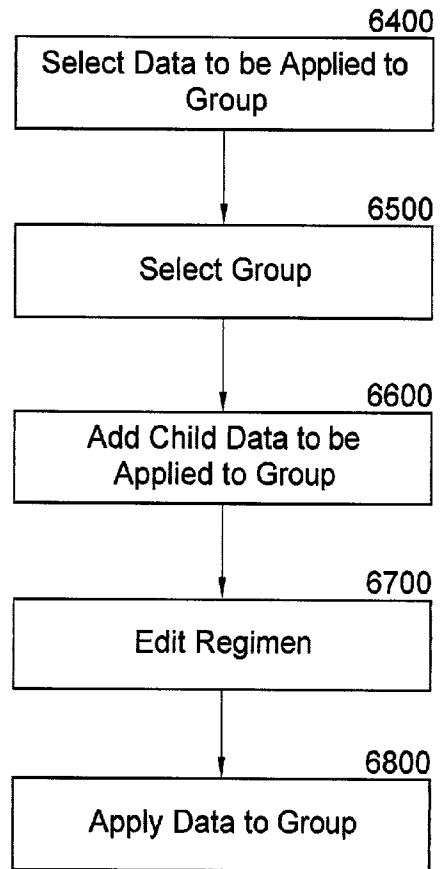 6400
Select Data to be Applied to
Group
6500
Select Group
6600
Add Child Data to be
Applied to Group
6700
Edit Regimen
6800
Apply Data to Group